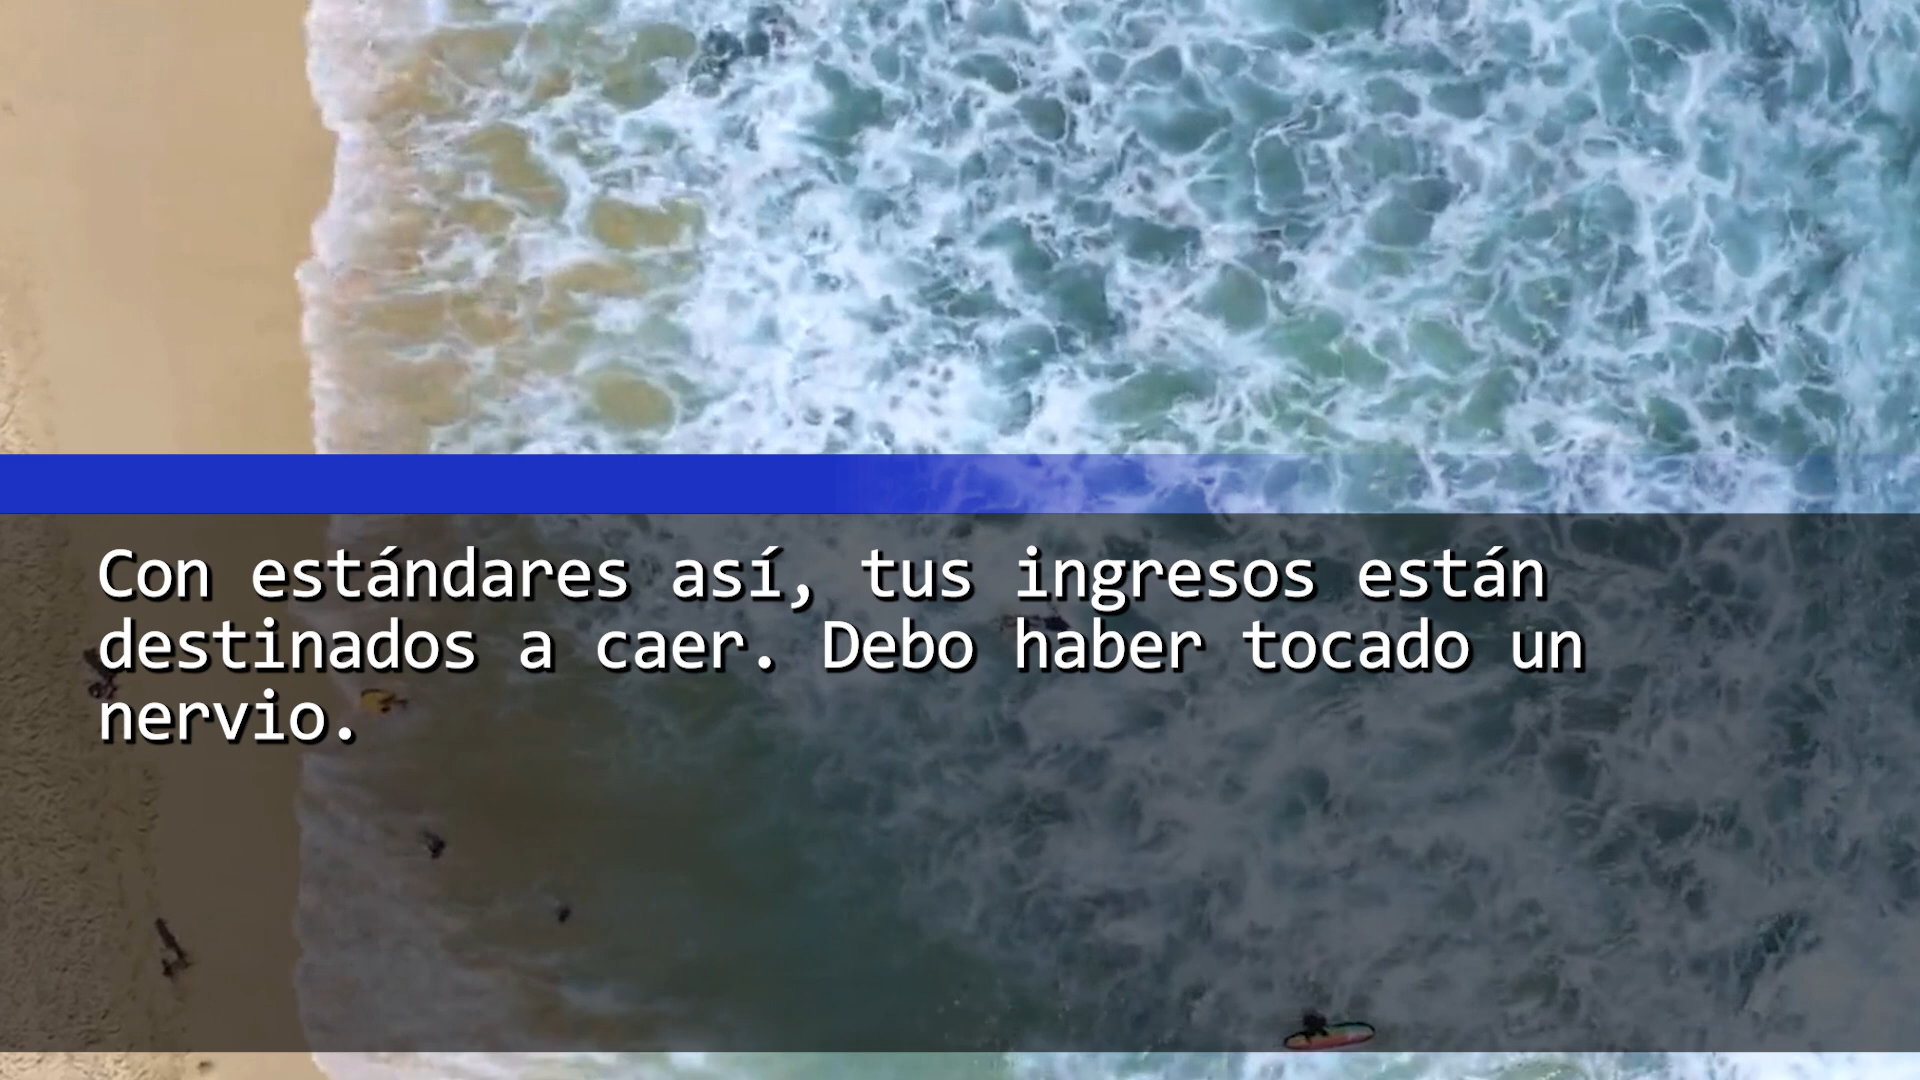 Con estándares así, tus ingresos están
destinados a caer. Debo haber tocado un
nervio.